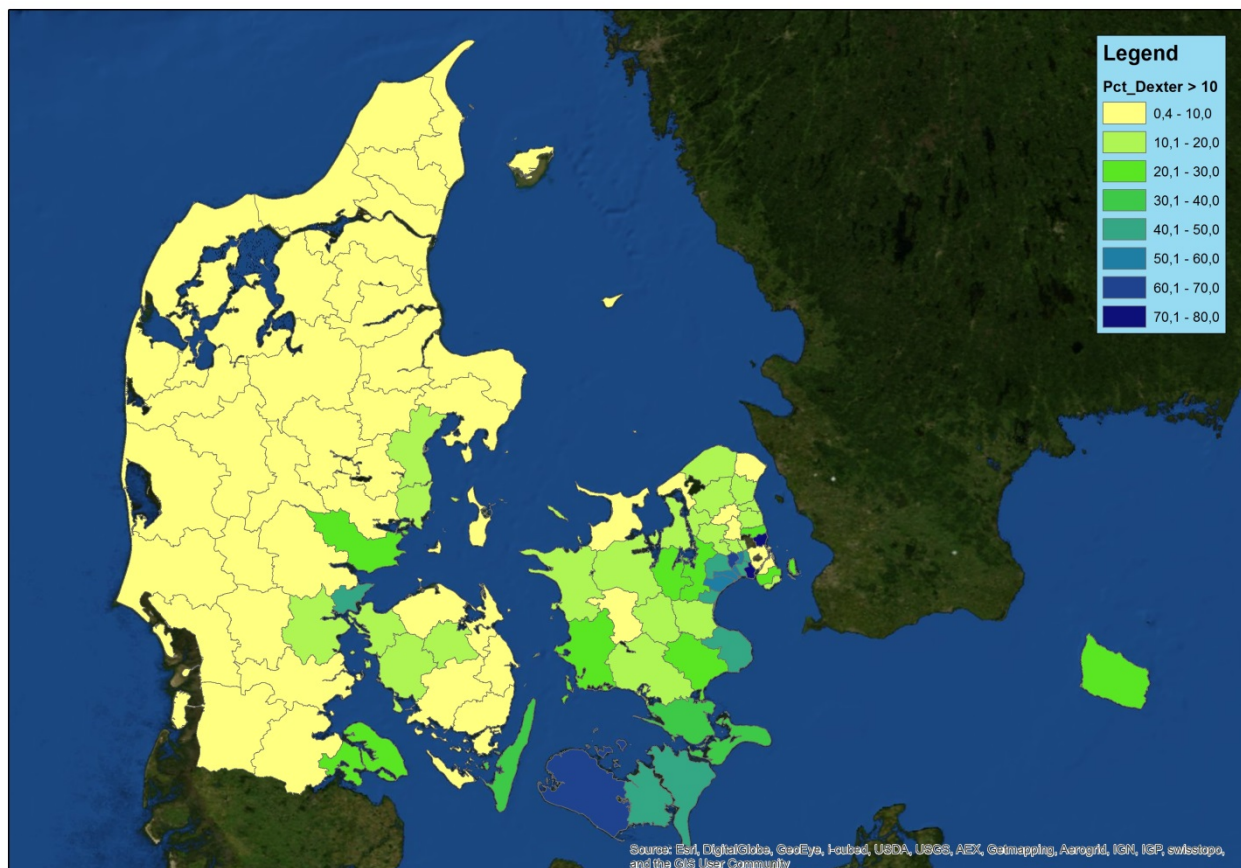 Legend
Pct_Dexter > 10
0,4 - 10,0
10,1 - 20,0
20,1 - 30,0
30,1 - 40,0
40,1 - 50,0
50,1 - 60,0
60,1 - 70,0
70,1 - 80,0
Source: Esri, DigitalGlobe, GeoEye, i-cubed, USDA, USGS, AEX, Getmapping, Aerogrid, IGN, IGP, swisstopo,
and the GIS User Community